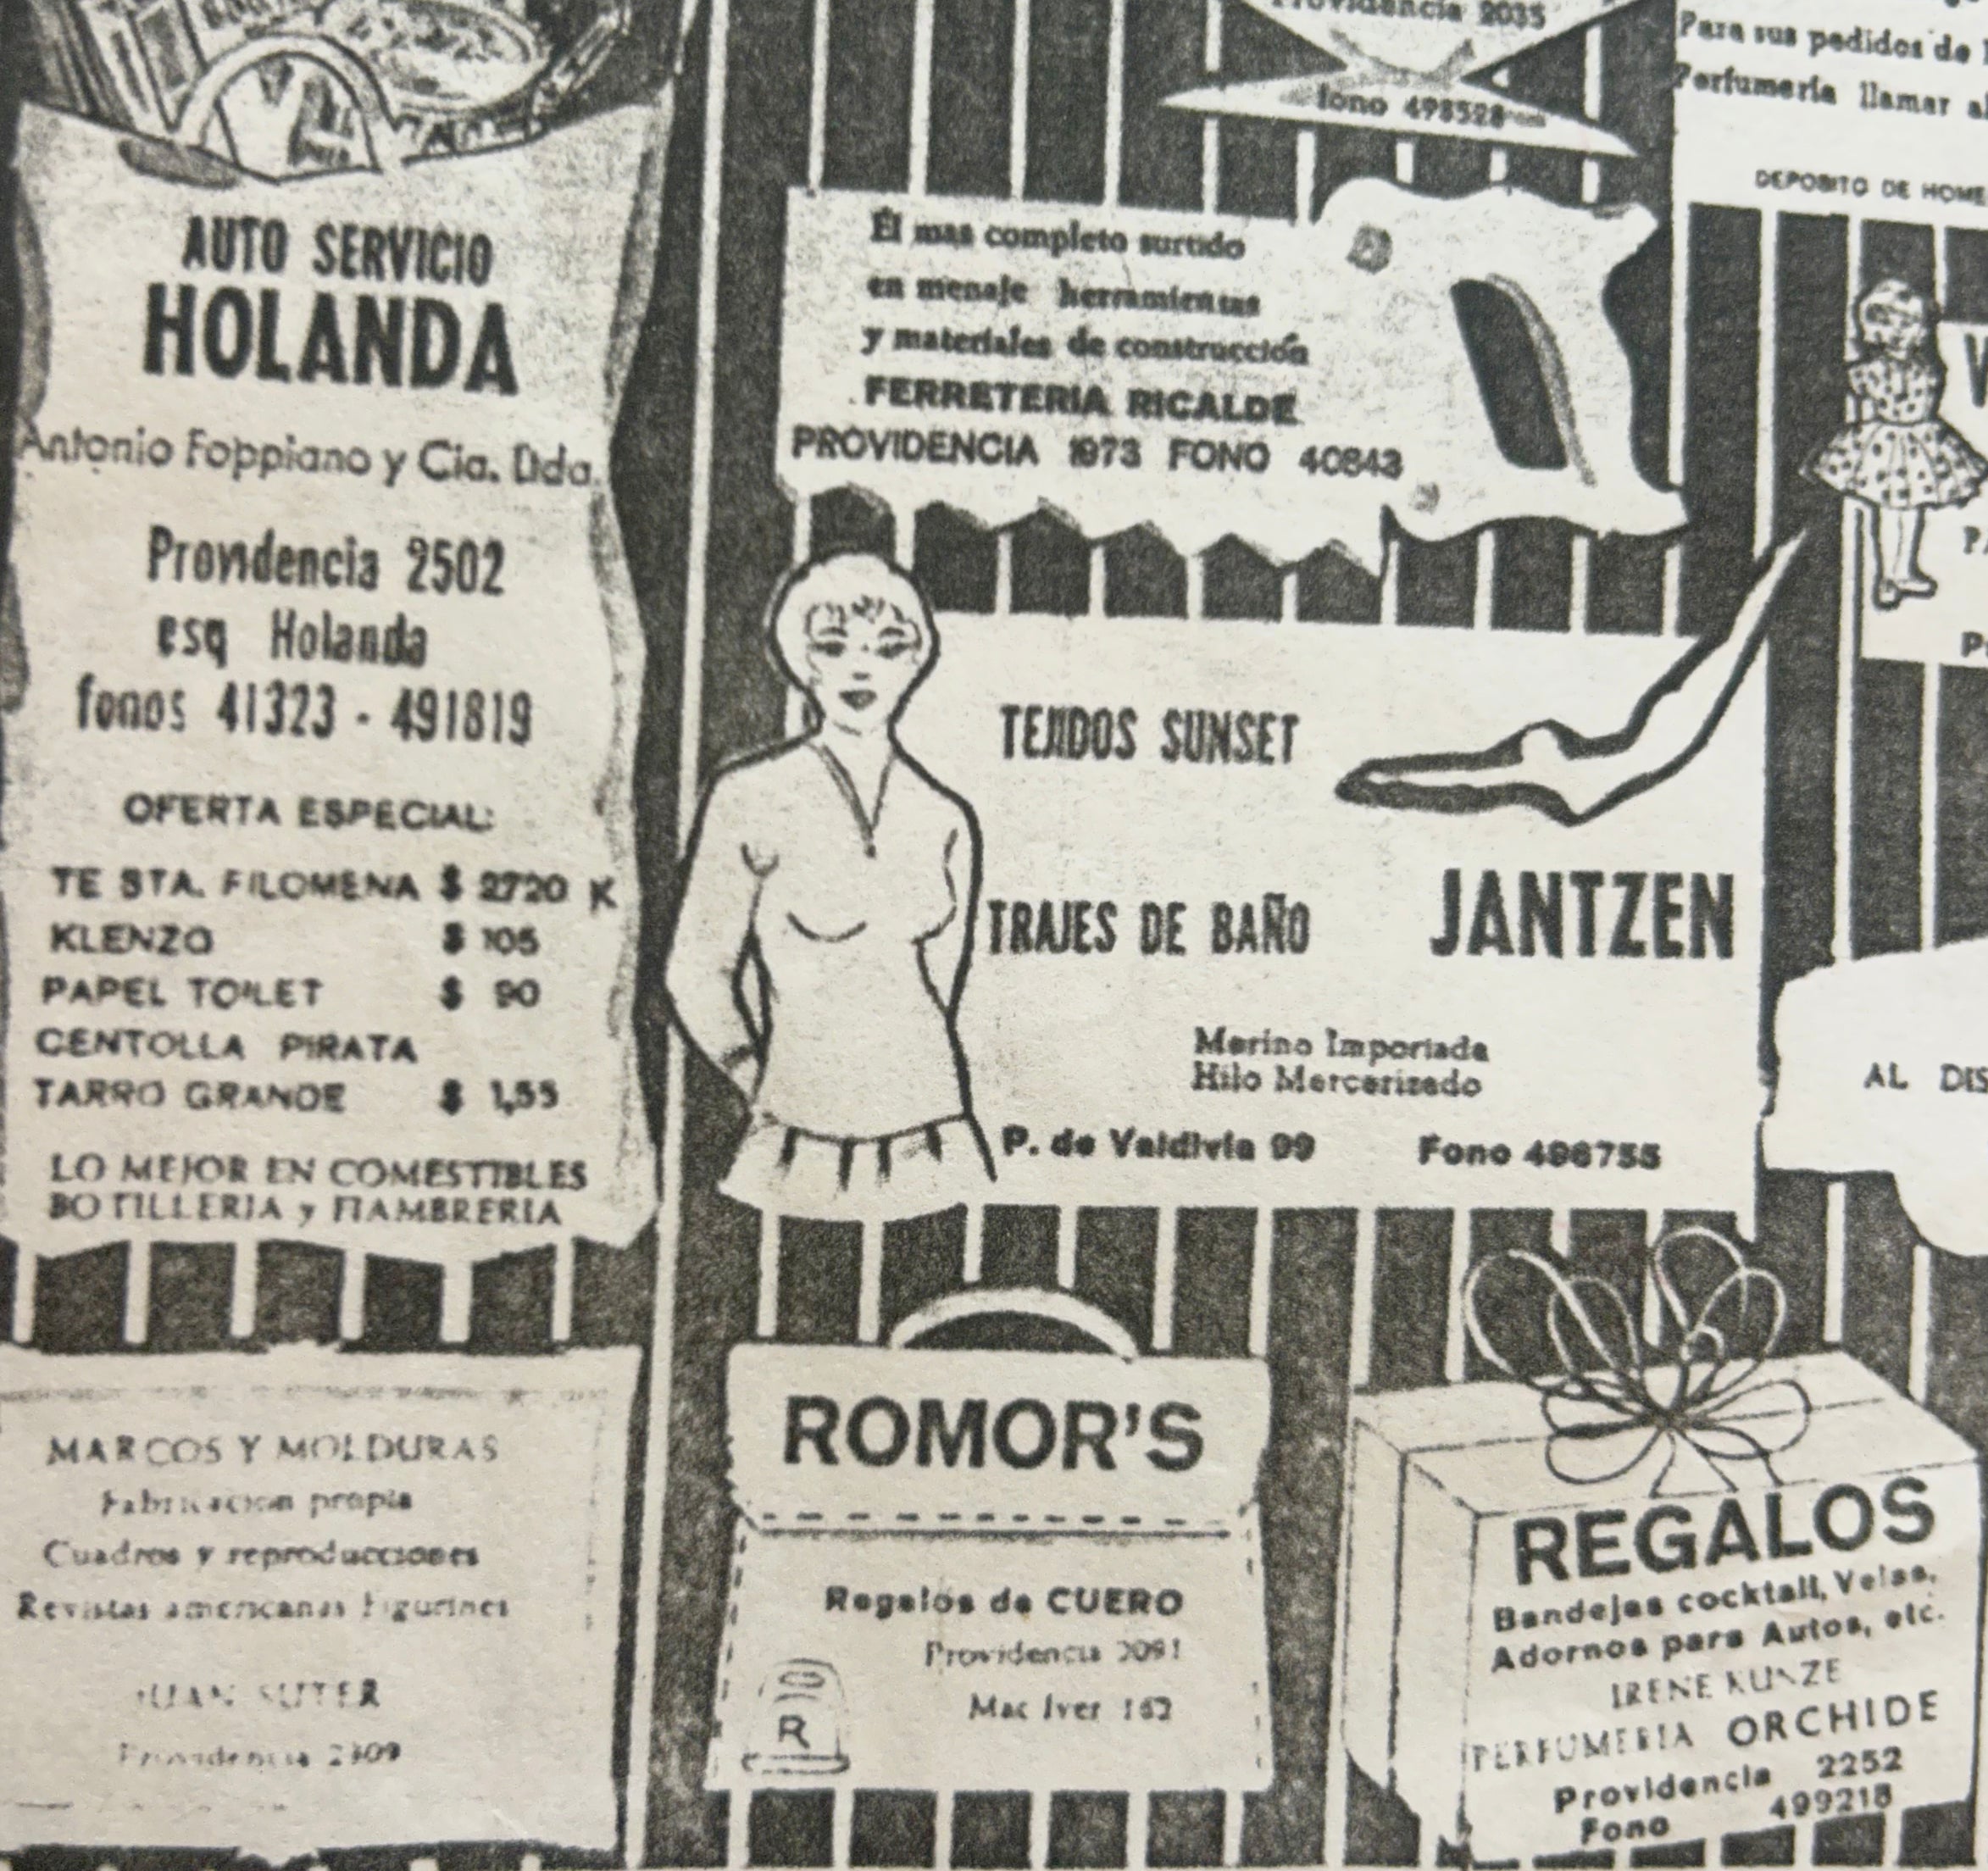 AUTO SERVICIO
HOLANDA
Antonio Foppiano y Cia. Ltda.
Providencia 2502
esq Holanda
fonos 41323 - 491819
OFERTA ESPECIAL:
TE STA. FILOMENA $ 2720 K
KLENZO $ 105
PAPEL TOILET $ 90
CENTOLLA PIRATA
TARRO GRANDE $ 1,55
LO MEJOR EN COMESTIBLES
BOTILLERIA y FIAMBRERIA
MARCOS Y MOLDURAS
Fabricacion propia
Cuadros y reproducciones
Revistas americanas Figurines
JUAN SUTER
Providencia 2309
Providencia 2035
fono 498528
El mas completo surtido
en menaje herramientas
y materiales de construcción
FERRETERIA RICALDE
PROVIDENCIA 1973 FONO 40843
TEJIDOS SUNSET
TRAJES DE BAÑO JANTZEN
Merino Importada
Hilo Mercerizado
P. de Valdivia 99 Fono 496755
ROMOR'S
Regalos de CUERO
Providencia 2091
Mac Iver 162
R
Para sus pedidos de
Perfumería llamar al
DEPOSITO DE
AL
REGALOS
Bandejas cocktail, Velas,
Adornos para Autos, etc.
IRENE KUNZE
PERFUMERIA ORCHIDE
Providencia 2252
Fono 499218